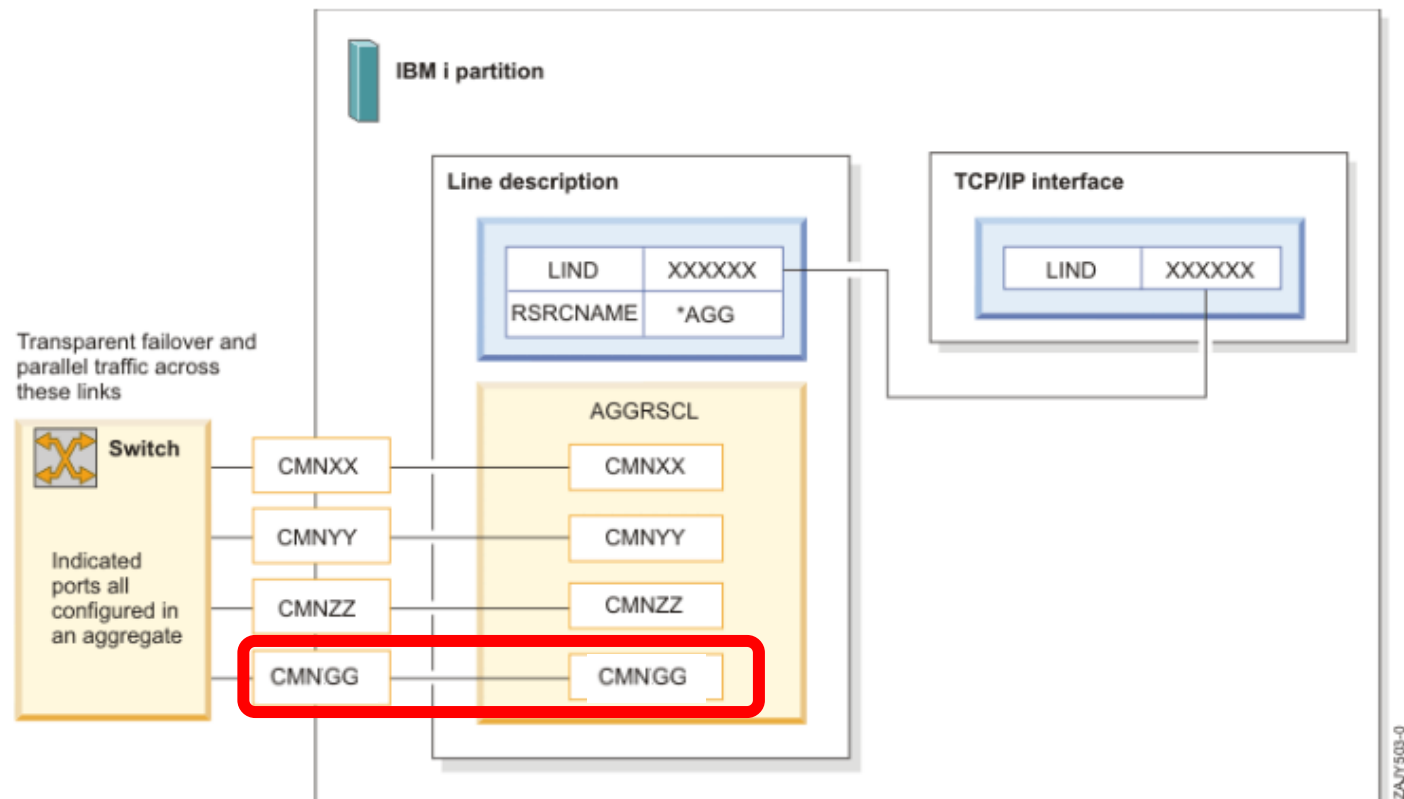 IBM i partition
Line description
TCP/IP interface
LIND XXXXXX
RSRCNAME *AGG
LIND XXXXXX
Transparent failover and
parallel traffic across
these links
Switch
Indicated
ports all
configured in
an aggregate
AGGRSCL
CMNXX
CMNXX
CMNYY
CMNYY
CMNZZ
CMNZZ
CMNGG
CMNGG
ZAJY503-0